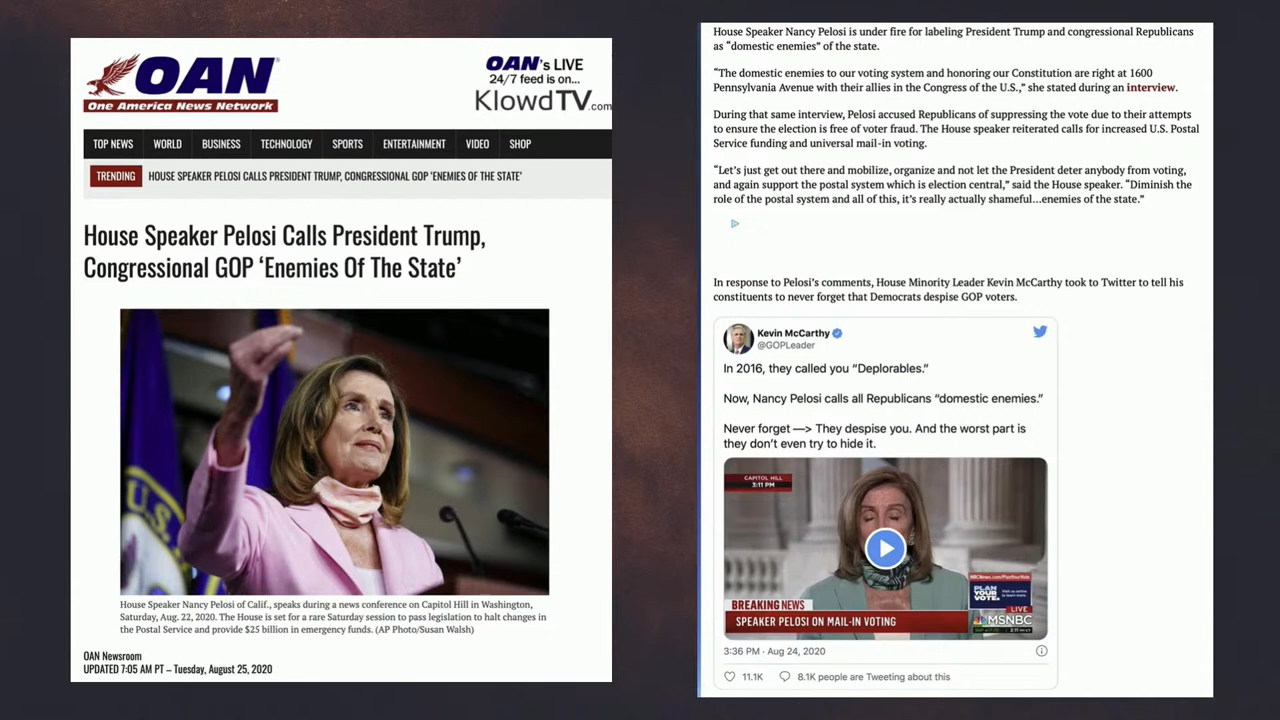 OAN
One America News Network
OAN's LIVE
24/7 feed is on...
KlowdTV.com
TOP NEWS WORLD BUSINESS TECHNOLOGY SPORTS ENTERTAINMENT VIDEO SHOP
TRENDING HOUSE SPEAKER PELOSI CALLS PRESIDENT TRUMP, CONGRESSIONAL GOP 'ENEMIES OF THE STATE'
House Speaker Pelosi Calls President Trump,
Congressional GOP 'Enemies Of The State'
U.S.
House Speaker Nancy Pelosi of Calif., speaks during a news conference on Capitol Hill in Washington,
Saturday, Aug. 22, 2020. The House is set for a rare Saturday session to pass legislation to halt changes in
the Postal Service and provide $25 billion in emergency funds. (AP Photo/Susan Walsh)
OAN Newsroom
UPDATED 7:05 AM PT – Tuesday, August 25, 2020
House Speaker Nancy Pelosi is under fire for labeling President Trump and congressional Republicans
as “domestic enemies” of the state.
“The domestic enemies to our voting system and honoring our Constitution are right at 1600
Pennsylvania Avenue with their allies in the Congress of the U.S.,” she stated during an interview.
During that same interview, Pelosi accused Republicans of suppressing the vote due to their attempts
to ensure the election is free of voter fraud. The House speaker reiterated calls for increased U.S. Postal
Service funding and universal mail-in voting.
“Let’s just get out there and mobilize, organize and not let the President deter anybody from voting,
and again support the postal system which is election central,” said the House speaker. “Diminish the
role of the postal system and all of this, it’s really actually shameful…enemies of the state.”
In response to Pelosi’s comments, House Minority Leader Kevin McCarthy took to Twitter to tell his
constituents to never forget that Democrats despise GOP voters.
Kevin McCarthy
@GOPLeader
In 2016, they called you “Deplorables.”
Now, Nancy Pelosi calls all Republicans “domestic enemies.”
Never forget —> They despise you. And the worst part is
they don’t even try to hide it.
CAPITOL HILL
3:11 PM
NBCNews.com/PlanYourVote
PLAN
YOUR
VOTE.
BREAKING NEWS
LIVE
SPEAKER PELOSI ON MAIL-IN VOTING
MSNBC
3:36 PM · Aug 24, 2020
11.1K 8.1K people are Tweeting about this